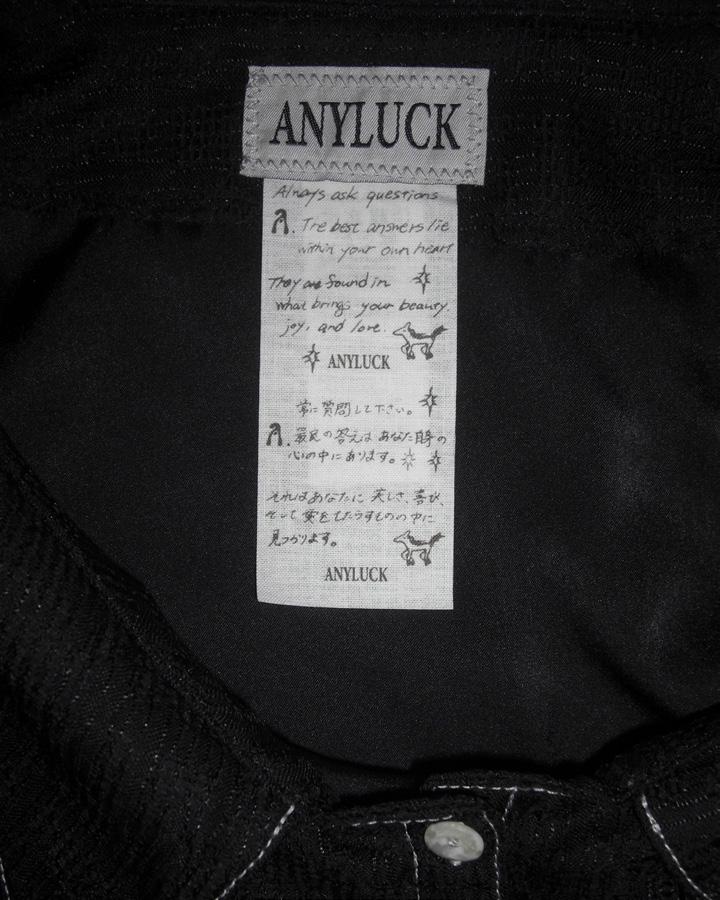 ANYLUCK
Always ask questions
A. The best answers lie
within your own heart
They are found in
what brings your beauty,
joy, and love.
ANYLUCK
常に質問して下さい。
A. 最良の答えは あなた自身の
心の中にあります。
それはあなたに 美しさ、喜び、
そして 愛をもたらすものの中に
見つかります。
ANYLUCK